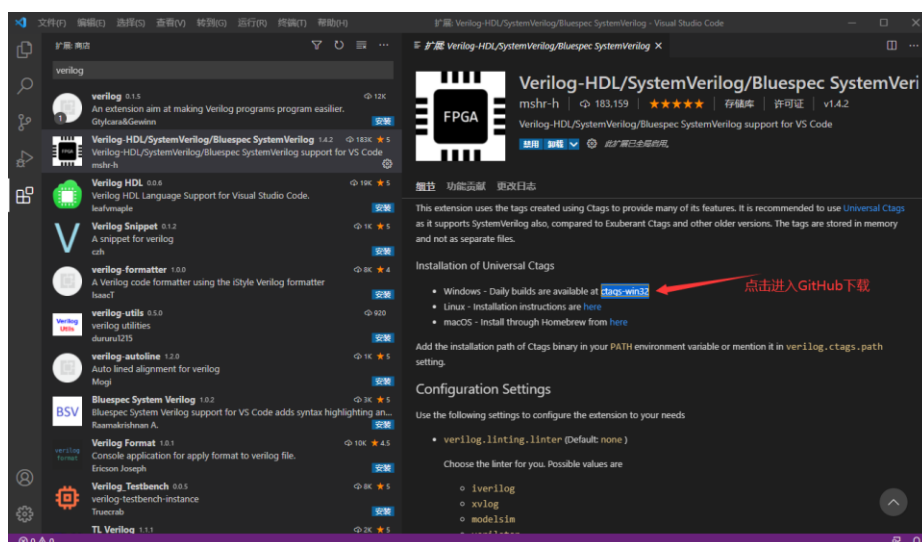 文件(F) 编辑(E) 选择(S) 查看(V) 转到(G) 运行(R) 终端(T) 帮助(H)
扩展: Verilog-HDL/SystemVerilog/Bluespec SystemVerilog - Visual Studio Code
扩展: 商店
verilog
verilog 0.1.5 12K
An extension aim at making Verilog programs program easilier.
Gtylcara&Gewinn 安装
Verilog-HDL/SystemVerilog/Bluespec SystemVerilog 1.4.2 183K ★ 5
Verilog-HDL/SystemVerilog/Bluespec SystemVerilog support for VS Code
mshr-h
Verilog HDL 0.0.6 19K ★ 5
Verilog HDL Language Support for Visual Studio Code.
leafvmaple 安装
Verilog Snippet 0.1.2 1K ★ 5
A snippet for verilog
czh 安装
verilog-formatter 1.0.0 8K ★ 4
A Verilog code formatter using the iStyle Verilog formatter
IsaacT 安装
Verilog Utils
verilog-utils 0.5.0 920
verilog utilities
dururu1215 安装
verilog-autoline 1.2.0 1K ★ 5
Auto lined alignment for verilog
Mogi 安装
BSV
Bluespec System Verilog 1.0.2 3K ★ 5
Bluespec System Verilog support for VS Code adds syntax highlighting an...
Raamakrishnan A. 安装
verilog format
Verilog Format 1.0.1 10K ★ 4.5
Console application for apply format to verilog file.
Ericson Joseph 安装
Verilog_Testbench 0.0.5 8K ★ 5
verilog-testbench-instance
Truecrab 安装
TL Verilog 1.1.1 2K ★ 5
扩展: Verilog-HDL/SystemVerilog/Bluespec SystemVerilog ×
FPGA
Verilog-HDL/SystemVerilog/Bluespec SystemVeri
mshr-h | 183,159 | ★★★★★ | 存储库 | 许可证 | v1.4.2
Verilog-HDL/SystemVerilog/Bluespec SystemVerilog support for VS Code
禁用 卸载 此扩展已全局启用。
细节 功能贡献 更改日志
This extension uses the tags created using Ctags to provide many of its features. It is recommended to use Universal Ctags
as it supports SystemVerilog also, compared to Exuberant Ctags and other older versions. The tags are stored in memory
and not as separate files.
Installation of Universal Ctags
• Windows - Daily builds are available at ctags-win32
点击进入GitHub下载
• Linux - Installation instructions are here
• macOS - Install through Homebrew from here
Add the installation path of Ctags binary in your PATH environment variable or mention it in verilog.ctags.path
setting.
Configuration Settings
Use the following settings to configure the extension to your needs
• verilog.linting.linter (Default: none )
Choose the linter for you. Possible values are
○ iverilog
○ xvlog
○ modelsim